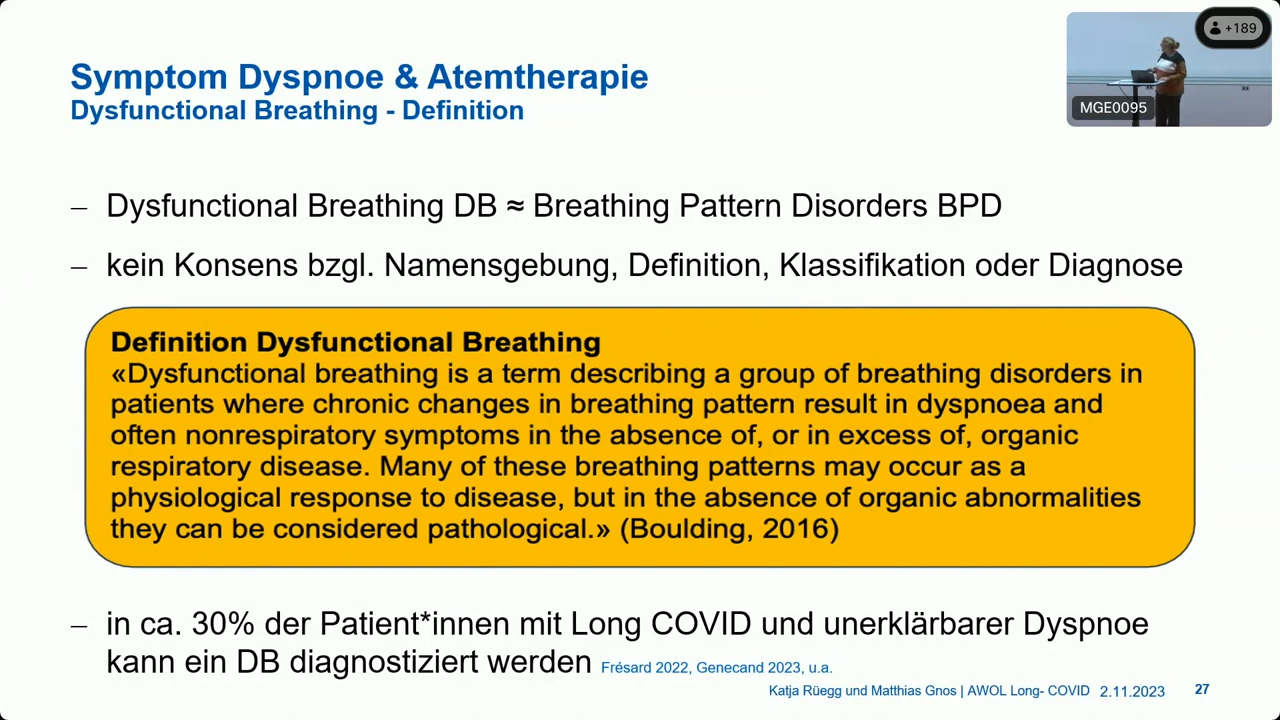 +189
MGE0095
Symptom Dyspnoe & Atemtherapie
Dysfunctional Breathing - Definition
– Dysfunctional Breathing DB ≈ Breathing Pattern Disorders BPD
– kein Konsens bzgl. Namensgebung, Definition, Klassifikation oder Diagnose
Definition Dysfunctional Breathing
«Dysfunctional breathing is a term describing a group of breathing disorders in
patients where chronic changes in breathing pattern result in dyspnoea and
often nonrespiratory symptoms in the absence of, or in excess of, organic
respiratory disease. Many of these breathing patterns may occur as a
physiological response to disease, but in the absence of organic abnormalities
they can be considered pathological.» (Boulding, 2016)
– in ca. 30% der Patient*innen mit Long COVID und unerklärbarer Dyspnoe
kann ein DB diagnostiziert werden Frésard 2022, Genecand 2023, u.a.
Katja Rüegg und Matthias Gnos | AWOL Long- COVID 2.11.2023 27